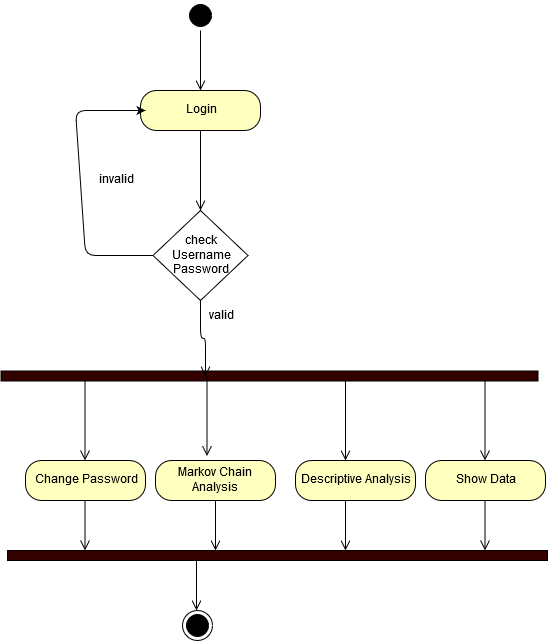 Login
invalid
check
Username
Password
valid
Change Password
Markov Chain
Analysis
Descriptive Analysis
Show Data